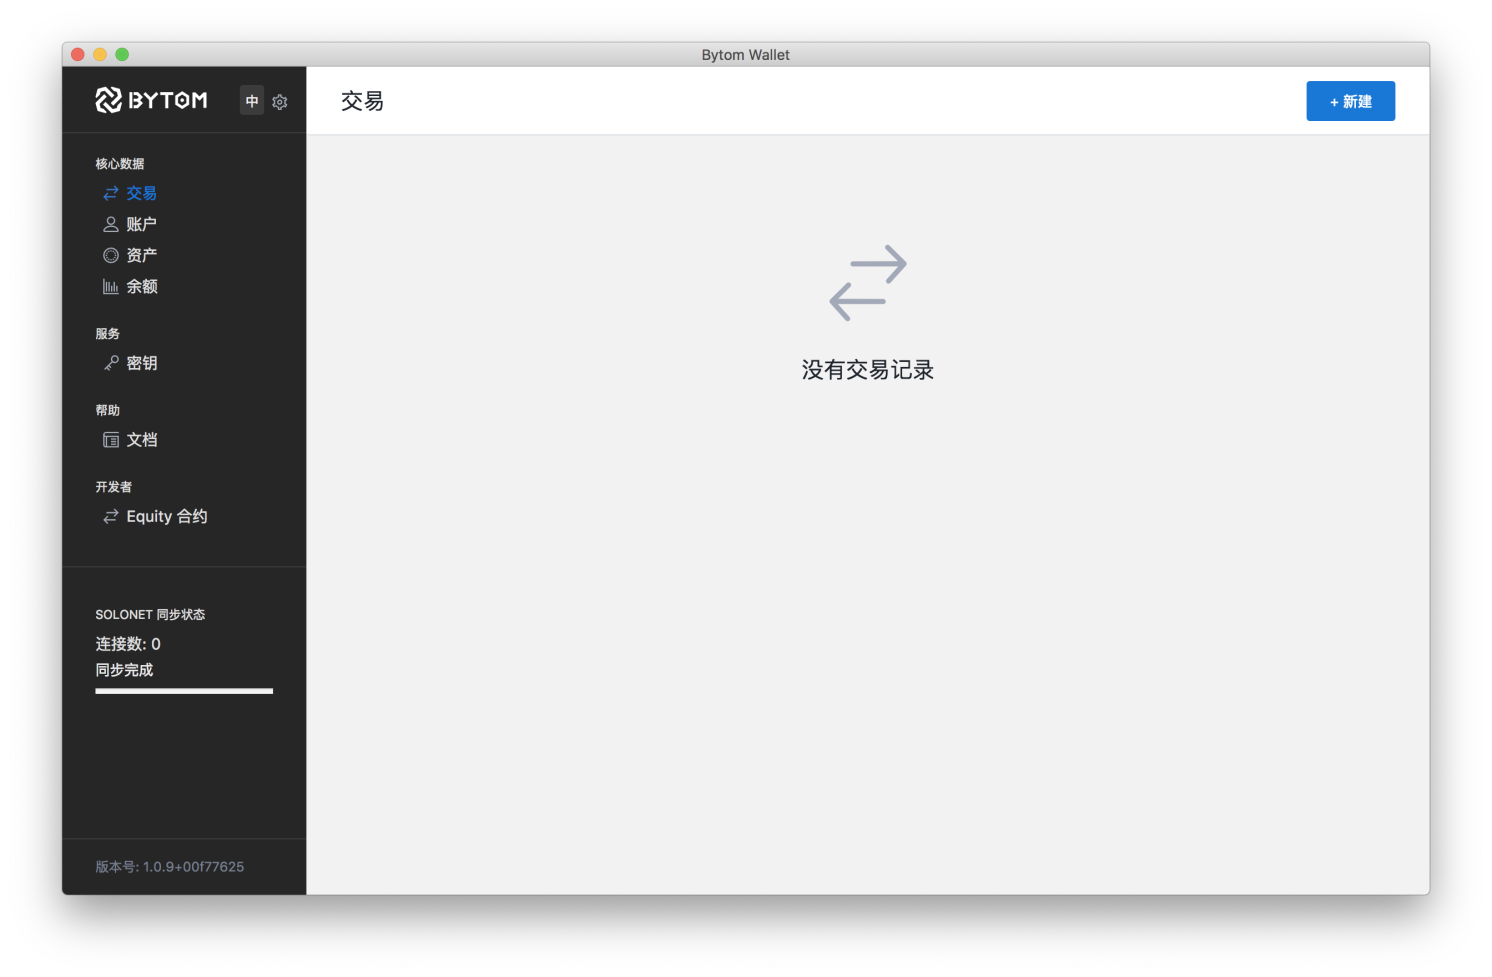 Bytom Wallet
BYTOM
中
交易
+ 新建
核心数据
交易
账户
资产
余额
服务
密钥
帮助
文档
开发者
Equity 合约
SOLONET 同步状态
连接数: 0
同步完成
版本号: 1.0.9+00f77625
没有交易记录